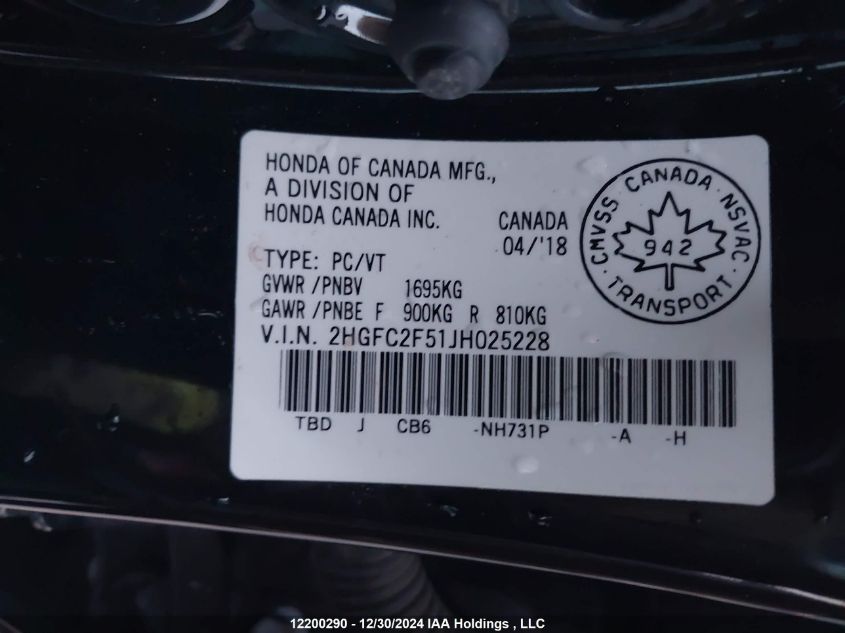 HONDA OF CANADA MFG.,
A DIVISION OF
HONDA CANADA INC. CANADA
04/'18
TYPE: PC/VT
GVWR /PNBV 1695KG
GAWR /PNBE F 900KG R 810KG
V.I.N. 2HGFC2F51JH025228
TBD J CB6 -NH731P -A -H
CMVSS CANADA NSVAC
942
TRANSPORT
12200290 - 12/30/2024 IAA Holdings , LLC